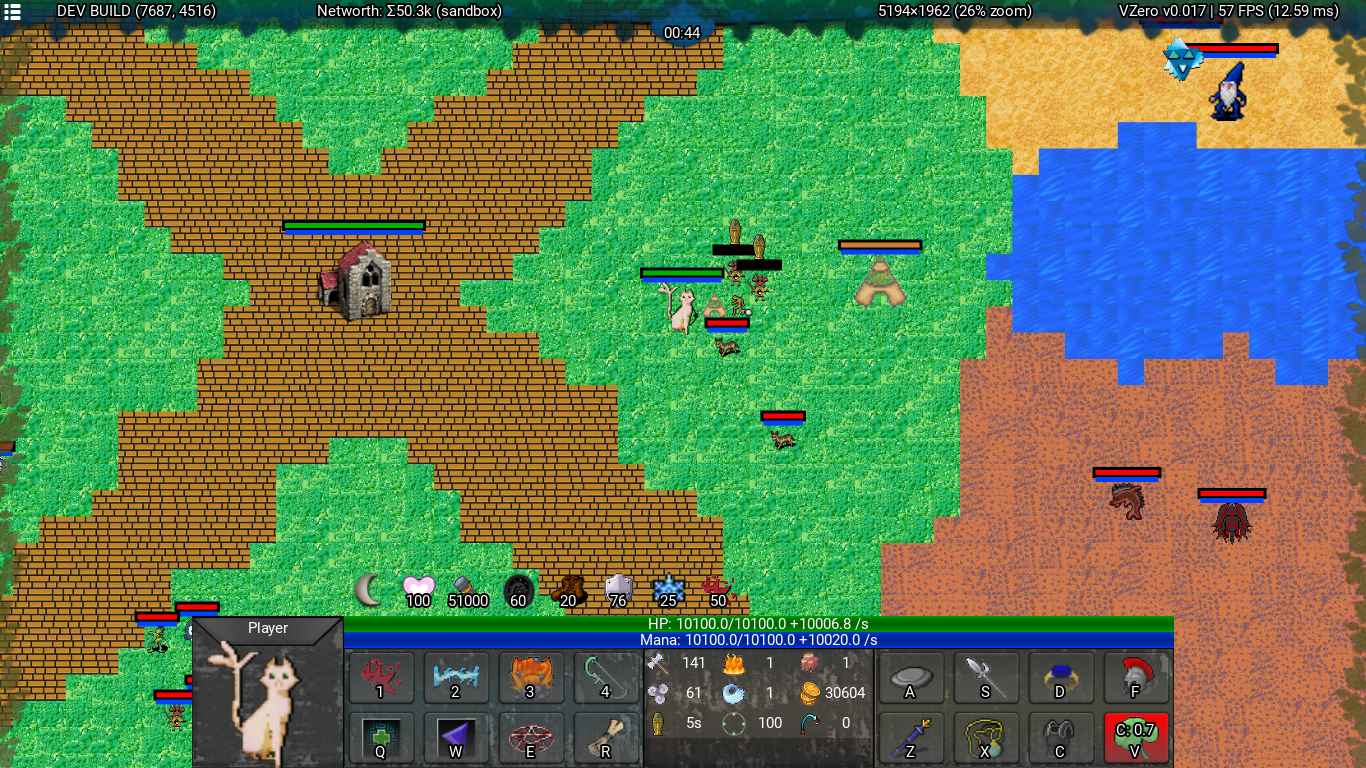 DEV BUILD (7687, 4516) Networth: Σ50.3k (sandbox) 5194×1962 (26% zoom) VZero v0.017 | 57 FPS (12.59 ms)
00:44
100 51000 60 20 76 25 50
HP: 10100.0/10100.0 +10006.8 /s
Player
Mana: 10100.0/10100.0 +10020.0 /s
1 2 3 4
141 1 1
A S D F
61 1 30604
Q W E R
5s 100 0
Z X C V
C: 0.7